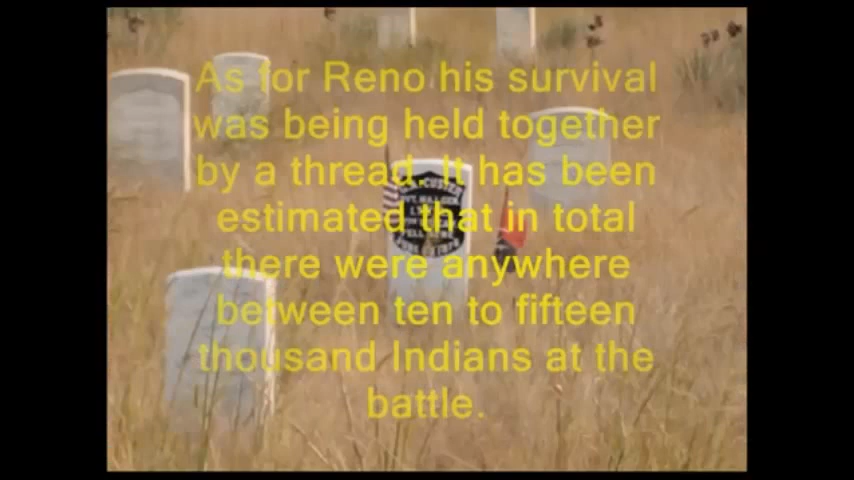 As for Reno his survival
was being held together
by a thread. It has been
estimated that in total
there were anywhere
between ten to fifteen
thousand Indians at the
battle.
CUSTER